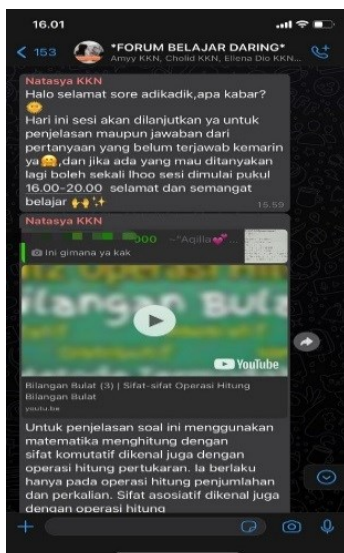 16.01
153
*FORUM BELAJAR DARING*
Amyy KKN, Cholid KKN, Ellena Dio KKN...
Natasya KKN
Halo selamat sore adikadik,apa kabar?
Hari ini sesi akan dilanjutkan ya untuk
penjelasan maupun jawaban dari
pertanyaan yang belum terjawab kemarin
ya🤗,dan jika ada yang mau ditanyakan
lagi boleh sekali lhoo sesi dimulai pukul
16.00-20.00 selamat dan semangat
belajar 🙌✨
15.59
Natasya KKN
000 ~"Aqilla💕...
Ini gimana ya kak
Operasi Hitung
ilangan Bula
YouTube
Bilangan Bulat (3) | Sifat-sifat Operasi Hitung
Bilangan Bulat
youtu.be
Untuk penjelasan soal ini menggunakan
matematika menghitung dengan
sifat komutatif dikenal juga dengan
operasi hitung pertukaran. Ia berlaku
hanya pada operasi hitung penjumlahan
dan perkalian. Sifat asosiatif dikenal juga
dengan operasi hitung